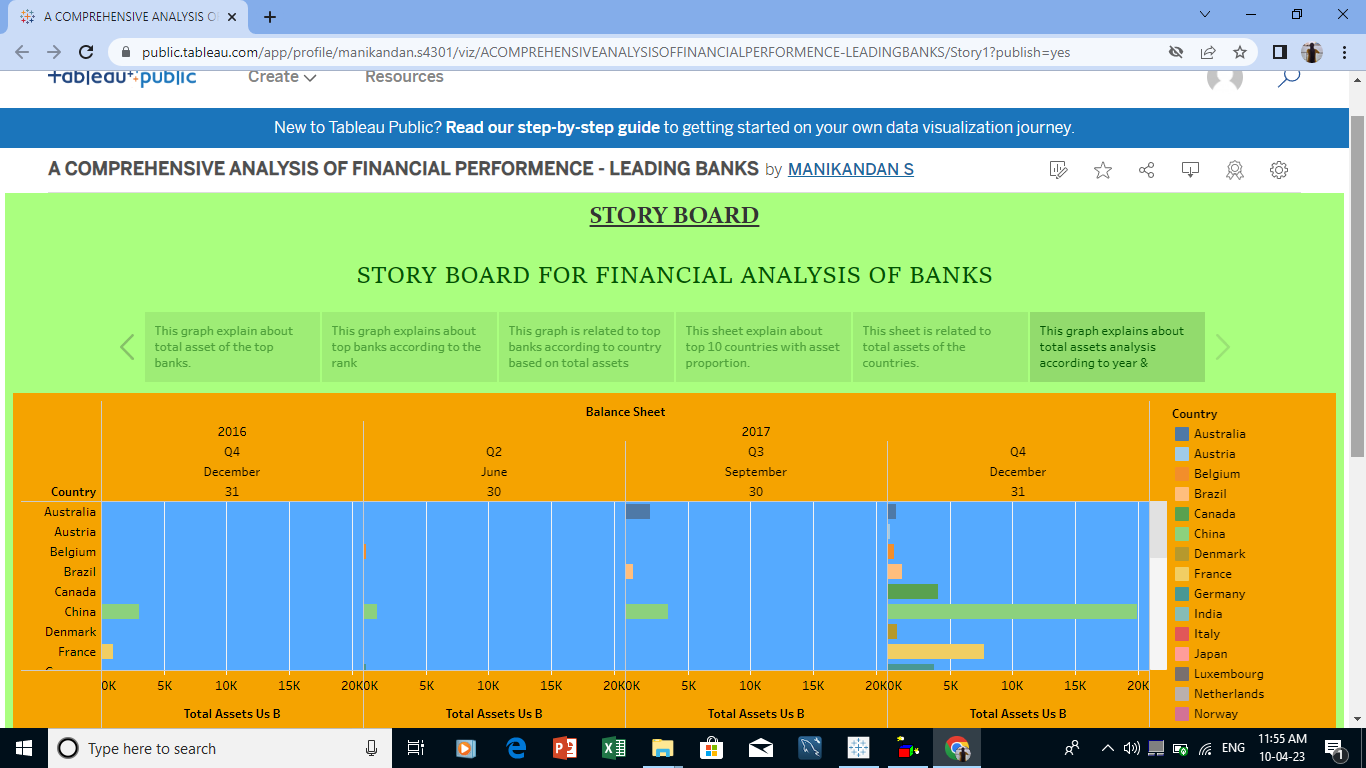 A COMPREHENSIVE ANALYSIS O
public.tableau.com/app/profile/manikandan.s4301/viz/ACOMPREHENSIVEANALYSISOFFINANCIALPERFORMENCE-LEADINGBANKS/Story1?publish=yes
+ableau public Create Resources
New to Tableau Public? Read our step-by-step guide to getting started on your own data visualization journey.
A COMPREHENSIVE ANALYSIS OF FINANCIAL PERFORMENCE - LEADING BANKS by MANIKANDAN S
STORY BOARD
STORY BOARD FOR FINANCIAL ANALYSIS OF BANKS
This graph explain about
total asset of the top
banks.
This graph explains about
top banks according to the
rank
This graph is related to top
banks according to country
based on total assets
This sheet explain about
top 10 countries with asset
proportion.
This sheet is related to
total assets of the
countries.
This graph explains about
total assets analysis
according to year &
Balance Sheet
2016 2017
Q4 Q2 Q3 Q4
December June September December
Country 31 30 30 31
Australia
Austria
Belgium
Brazil
Canada
China
Denmark
France
0K 5K 10K 15K 20K 0K 5K 10K 15K 20K 0K 5K 10K 15K 20K 0K 5K 10K 15K 20K
Total Assets Us B Total Assets Us B Total Assets Us B Total Assets Us B
Country
Australia
Austria
Belgium
Brazil
Canada
China
Denmark
France
Germany
India
Italy
Japan
Luxembourg
Netherlands
Norway
Type here to search
ENG
11:55 AM
10-04-23
1